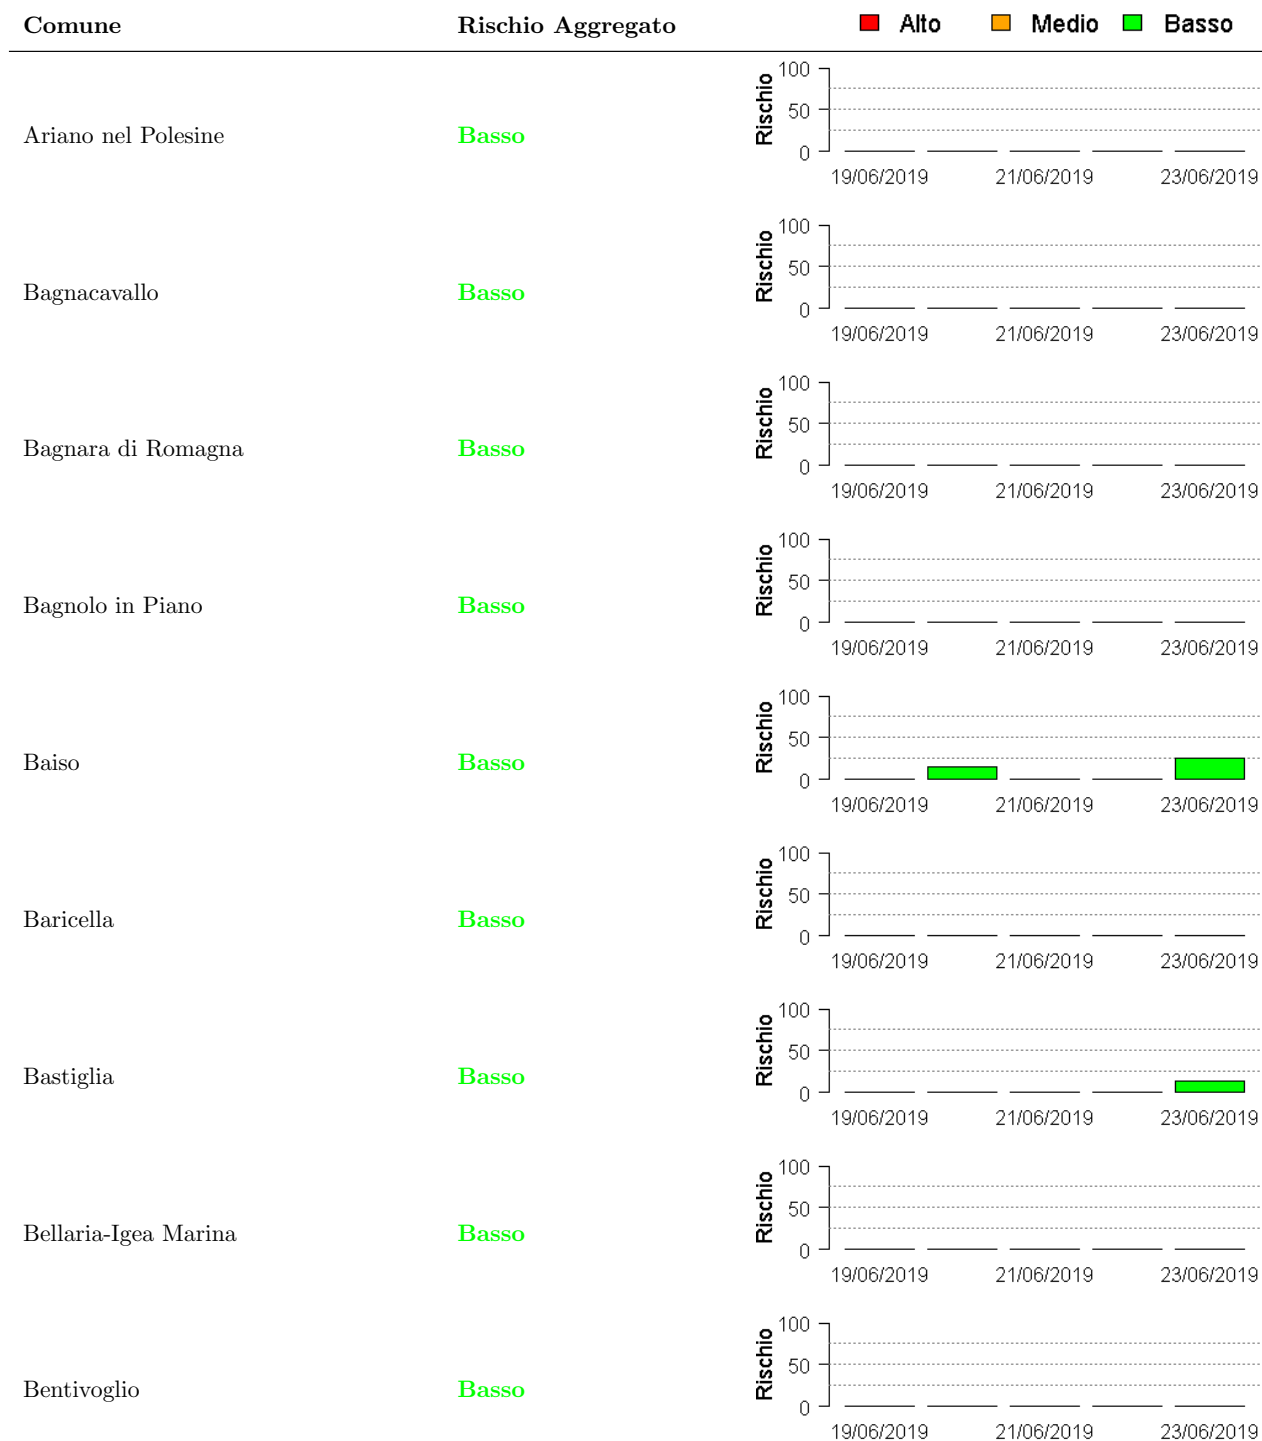 Comune Rischio Aggregato Alto Medio Basso
Ariano nel Polesine Basso Rischio 100 50 0
19/06/2019 21/06/2019 23/06/2019
Bagnacavallo Basso Rischio 100 50 0
19/06/2019 21/06/2019 23/06/2019
Bagnara di Romagna Basso Rischio 100 50 0
19/06/2019 21/06/2019 23/06/2019
Bagnolo in Piano Basso Rischio 100 50 0
19/06/2019 21/06/2019 23/06/2019
Baiso Basso Rischio 100 50 0
19/06/2019 21/06/2019 23/06/2019
Baricella Basso Rischio 100 50 0
19/06/2019 21/06/2019 23/06/2019
Bastiglia Basso Rischio 100 50 0
19/06/2019 21/06/2019 23/06/2019
Bellaria-Igea Marina Basso Rischio 100 50 0
19/06/2019 21/06/2019 23/06/2019
Bentivoglio Basso Rischio 100 50 0
19/06/2019 21/06/2019 23/06/2019